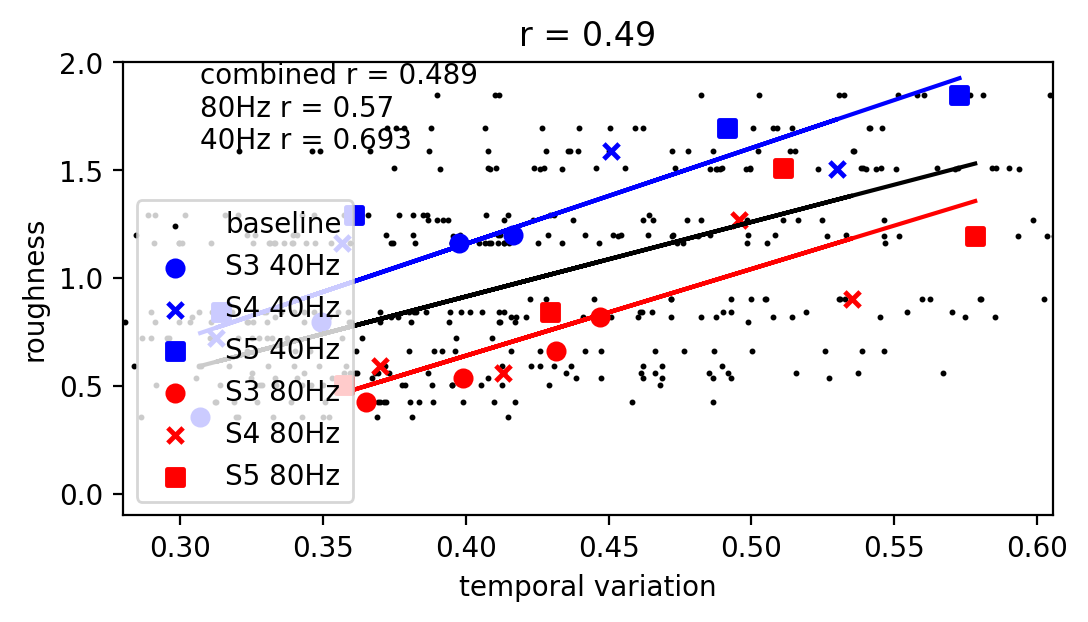 r = 0.49
combined r = 0.489
80Hz r = 0.57
40Hz r = 0.693
2.0
1.5
1.0
0.5
0.0
roughness
baseline
S3 40Hz
S4 40Hz
S5 40Hz
S3 80Hz
S4 80Hz
S5 80Hz
0.30 0.35 0.40 0.45 0.50 0.55 0.60
temporal variation